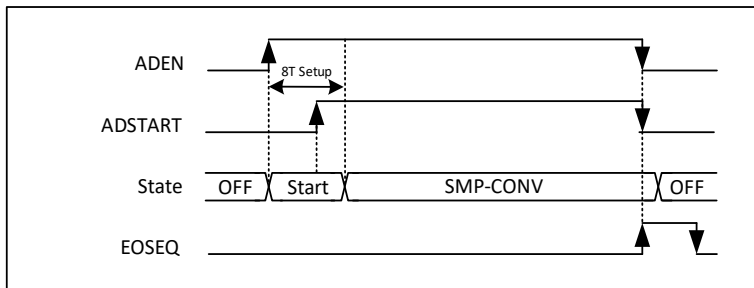 ADEN
8T Setup
ADSTART
State OFF Start SMP-CONV OFF
EOSEQ